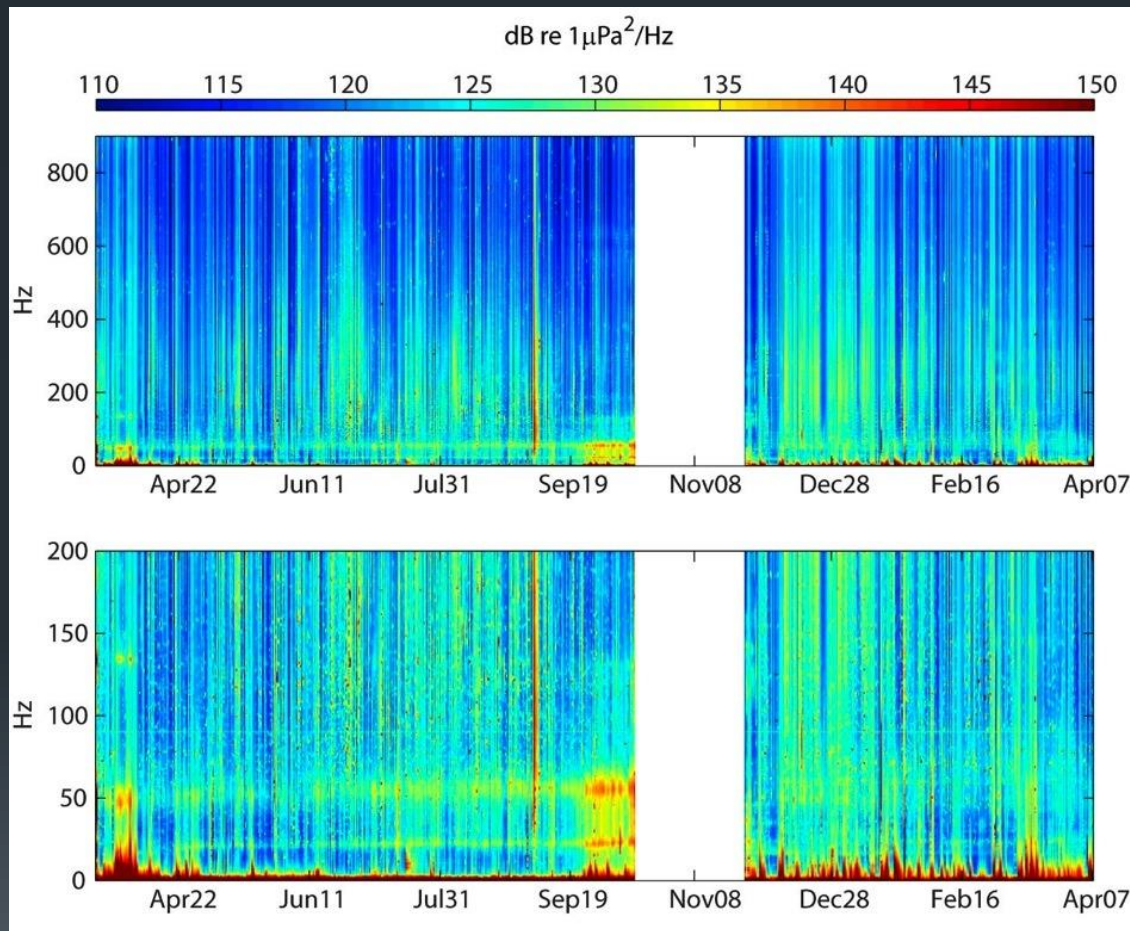 dB re 1μPa²/Hz
110 115 120 125 130 135 140 145 150
800
600
400
200
0
Hz
Apr22 Jun11 Jul31 Sep19 Nov08 Dec28 Feb16 Apr07
200
150
100
50
0
Hz
Apr22 Jun11 Jul31 Sep19 Nov08 Dec28 Feb16 Apr07